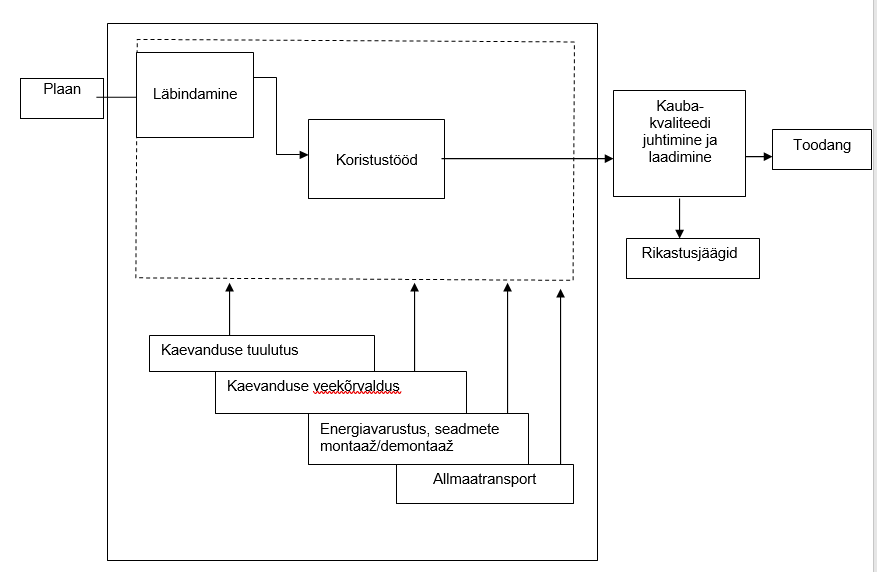 Plaan
Läbindamine
Koristustööd
Kauba-
kvaliteedi
juhtimine ja
laadimine
Toodang
Rikastusjäägid
Kaevanduse tuulutus
Kaevanduse veekõrvaldus
Energiavarustus, seadmete
montaaž/demontaaž
Allmaatransport